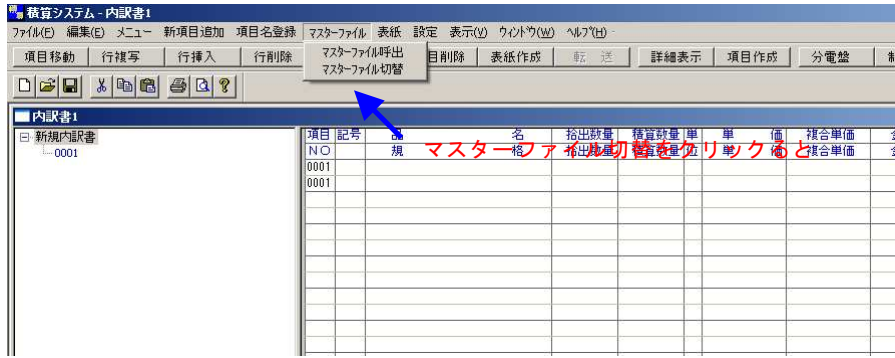 積算システム - 内訳書1
ﾌｧｲﾙ(F) 編集(E) ﾒﾆｭｰ 新項目追加 項目名登録 ﾏｽﾀｰﾌｧｲﾙ 表紙 設定 表示(V) ｳｨﾝﾄﾞｳ(W) ﾍﾙﾌﾟ(H)
ﾏｽﾀｰﾌｧｲﾙ呼出
ﾏｽﾀｰﾌｧｲﾙ切替
項目移動 行複写 行挿入 行削除 目削除 表紙作成 転 送 詳細表示 項目作成 分電盤
内訳書1
新規内訳書
0001
項目 記号 品 名 拾出数量 積算数量 単 単 価 複合単価
NO 規 格 拾出数量 積算数量 位 単 価 複合単価
マスターファイル切替をクリックると
0001
0001